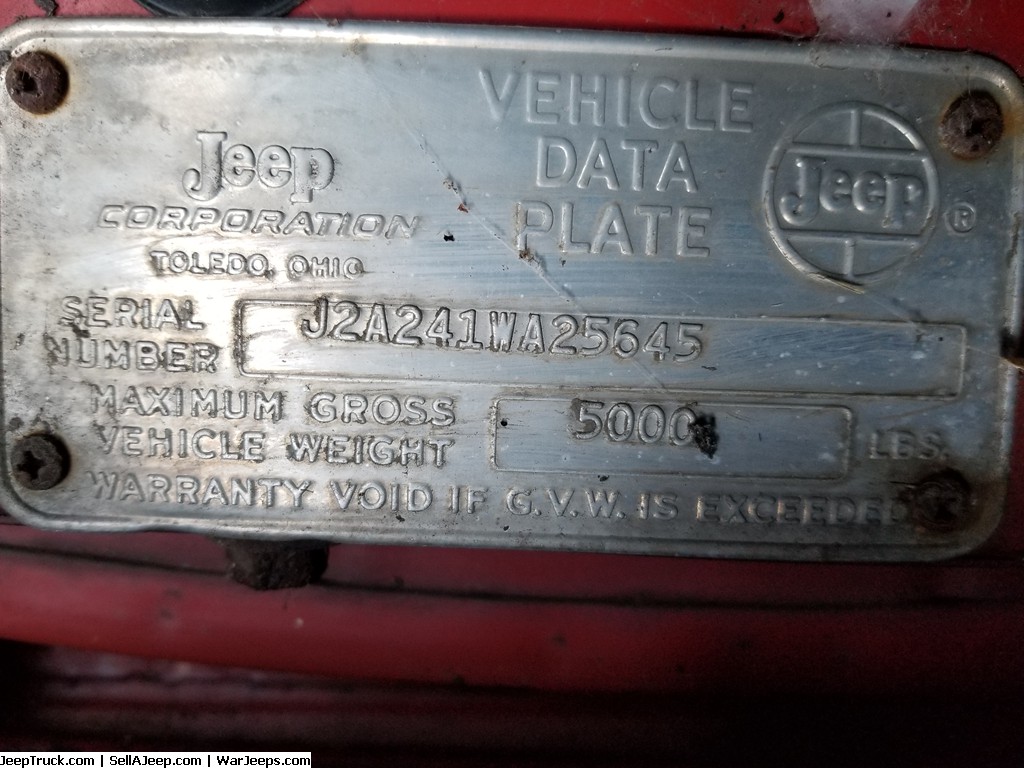 Jeep
CORPORATION
TOLEDO, OHIO
VEHICLE
DATA
PLATE
Jeep
®
SERIAL
NUMBER
J2A241WA25645
MAXIMUM GROSS
VEHICLE WEIGHT
5000
LBS.
WARRANTY VOID IF G.V.W. IS EXCEEDED
JeepTruck.com | SellAJeep.com | WarJeeps.com